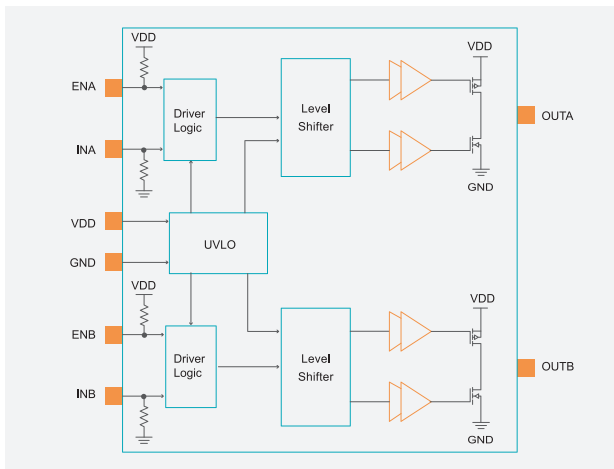 VDD
VDD
ENA
Driver
Logic
Level
Shifter
OUTA
INA
GND
VDD
UVLO
GND
VDD
VDD
ENB
Driver
Logic
Level
Shifter
OUTB
INB
GND